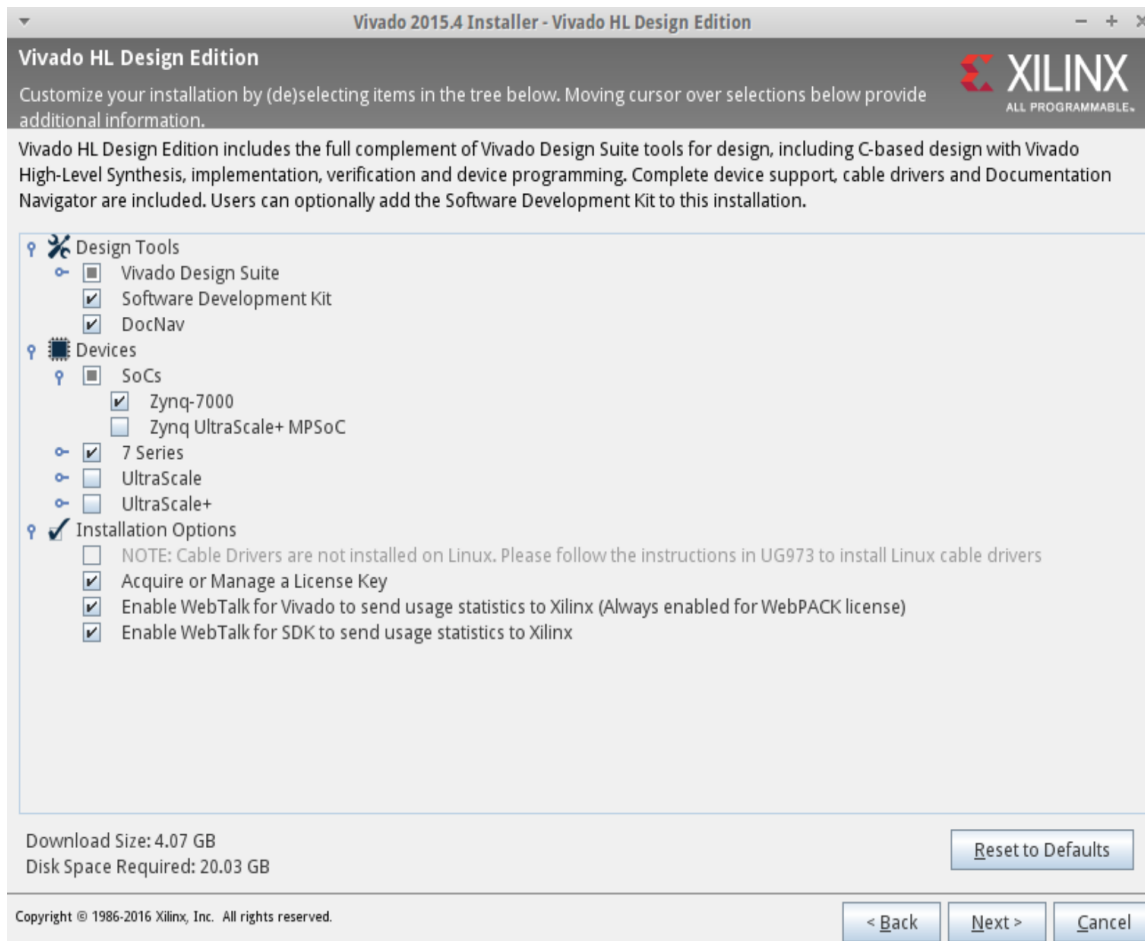 Vivado 2015.4 Installer - Vivado HL Design Edition
Vivado HL Design Edition
XILINX
ALL PROGRAMMABLE.
Customize your installation by (de)selecting items in the tree below. Moving cursor over selections below provide
additional information.
Vivado HL Design Edition includes the full complement of Vivado Design Suite tools for design, including C-based design with Vivado
High-Level Synthesis, implementation, verification and device programming. Complete device support, cable drivers and Documentation
Navigator are included. Users can optionally add the Software Development Kit to this installation.
Design Tools
Vivado Design Suite
Software Development Kit
DocNav
Devices
SoCs
Zynq-7000
Zynq UltraScale+ MPSoC
7 Series
UltraScale
UltraScale+
Installation Options
NOTE: Cable Drivers are not installed on Linux. Please follow the instructions in UG973 to install Linux cable drivers
Acquire or Manage a License Key
Enable WebTalk for Vivado to send usage statistics to Xilinx (Always enabled for WebPACK license)
Enable WebTalk for SDK to send usage statistics to Xilinx
Download Size: 4.07 GB
Disk Space Required: 20.03 GB
Reset to Defaults
Copyright © 1986-2016 Xilinx, Inc. All rights reserved.
< Back
Next >
Cancel